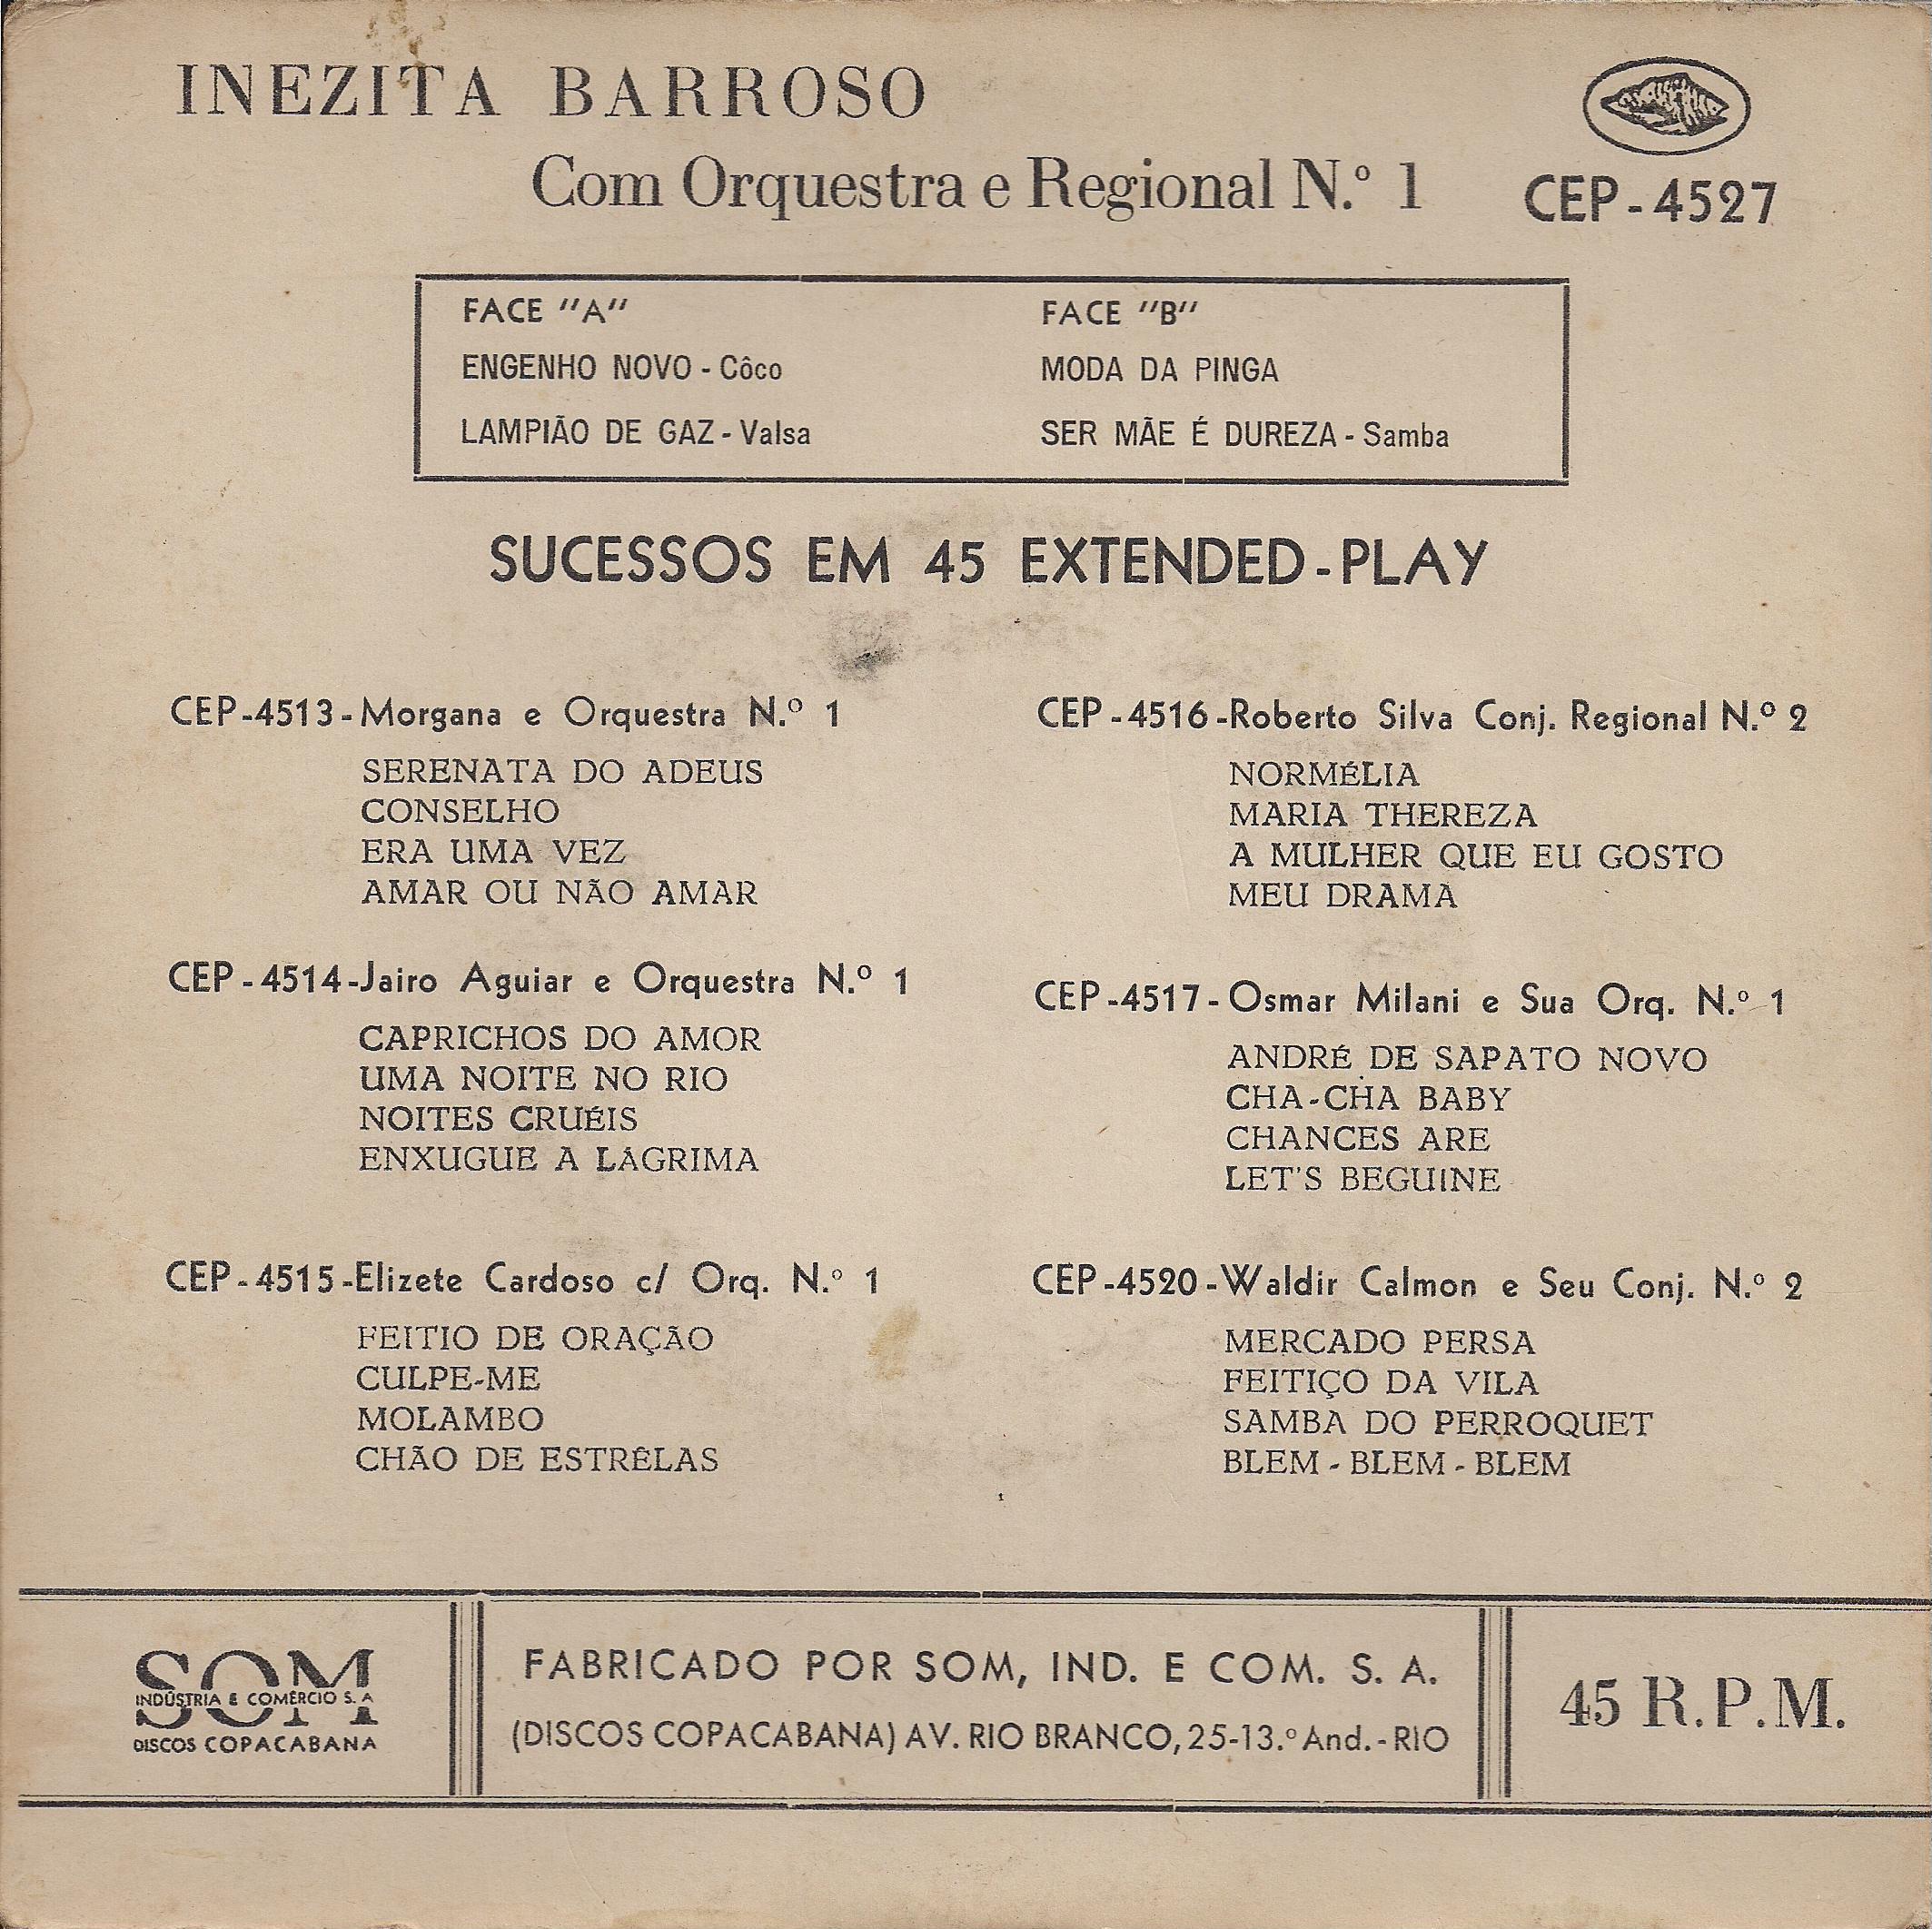 INEZITA BARROSO
Com Orquestra e Regional N.º 1
CEP-4527
FACE "A"
ENGENHO NOVO - Côco
LAMPIÃO DE GAZ - Valsa
FACE "B"
MODA DA PINGA
SER MÃE É DUREZA - Samba
SUCESSOS EM 45 EXTENDED-PLAY
CEP-4513-Morgana e Orquestra N.º 1
SERENATA DO ADEUS
CONSELHO
ERA UMA VEZ
AMAR OU NÃO AMAR
CEP-4514-Jairo Aguiar e Orquestra N.º 1
CAPRICHOS DO AMOR
UMA NOITE NO RIO
NOITES CRUÉIS
ENXUGUE A LÁGRIMA
CEP-4515-Elizete Cardoso c/ Orq. N.º 1
FEITIO DE ORAÇÃO
CULPE-ME
MOLAMBO
CHÃO DE ESTRÊLAS
CEP-4516-Roberto Silva Conj. Regional N.º 2
NORMÉLIA
MARIA THEREZA
A MULHER QUE EU GOSTO
MEU DRAMA
CEP-4517-Osmar Milani e Sua Orq. N.º 1
ANDRÉ DE SAPATO NOVO
CHA-CHA BABY
CHANCES ARE
LET'S BEGUINE
CEP-4520-Waldir Calmon e Seu Conj. N.º 2
MERCADO PERSA
FEITIÇO DA VILA
SAMBA DO PERROQUET
BLEM-BLEM-BLEM
SOM
INDÚSTRIA E COMÉRCIO S. A
DISCOS COPACABANA
FABRICADO POR SOM, IND. E COM. S. A.
(DISCOS COPACABANA) AV. RIO BRANCO, 25-13.º And.-RIO
45 R.P.M.